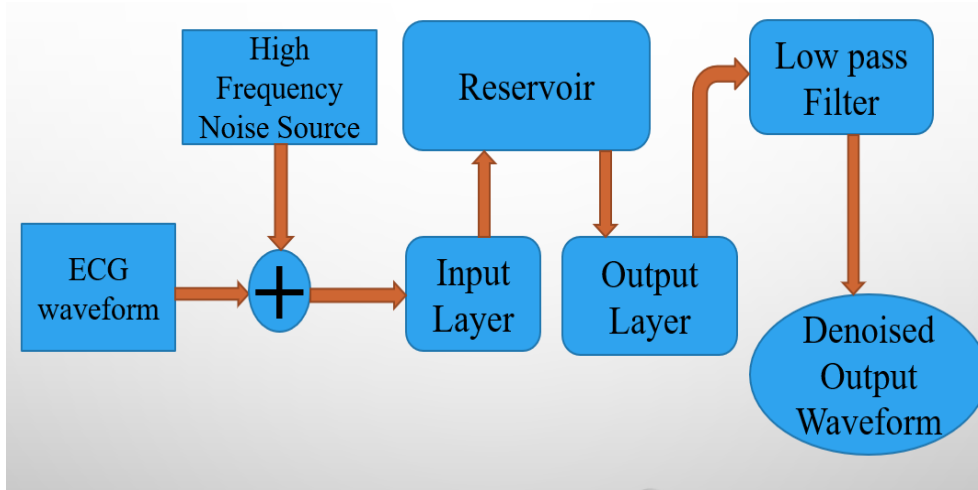 High
Frequency
Noise Source
Reservoir
Low pass
Filter
ECG
waveform
+
Input
Layer
Output
Layer
Denoised
Output
Waveform